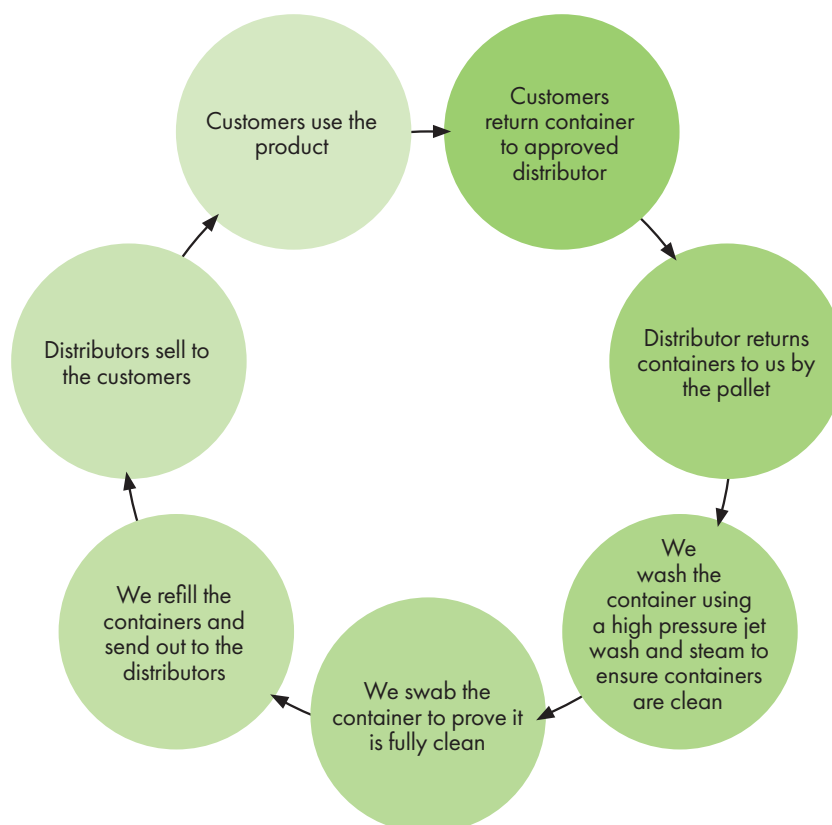 Customers use the
product
Customers
return container
to approved
distributor
Distributor returns
containers to us by
the pallet
We
wash the
container using
a high pressure jet
wash and steam to
ensure containers
are clean
We swab the
container to prove it
is fully clean
We refill the
containers and
send out to the
distributors
Distributors sell to
the customers